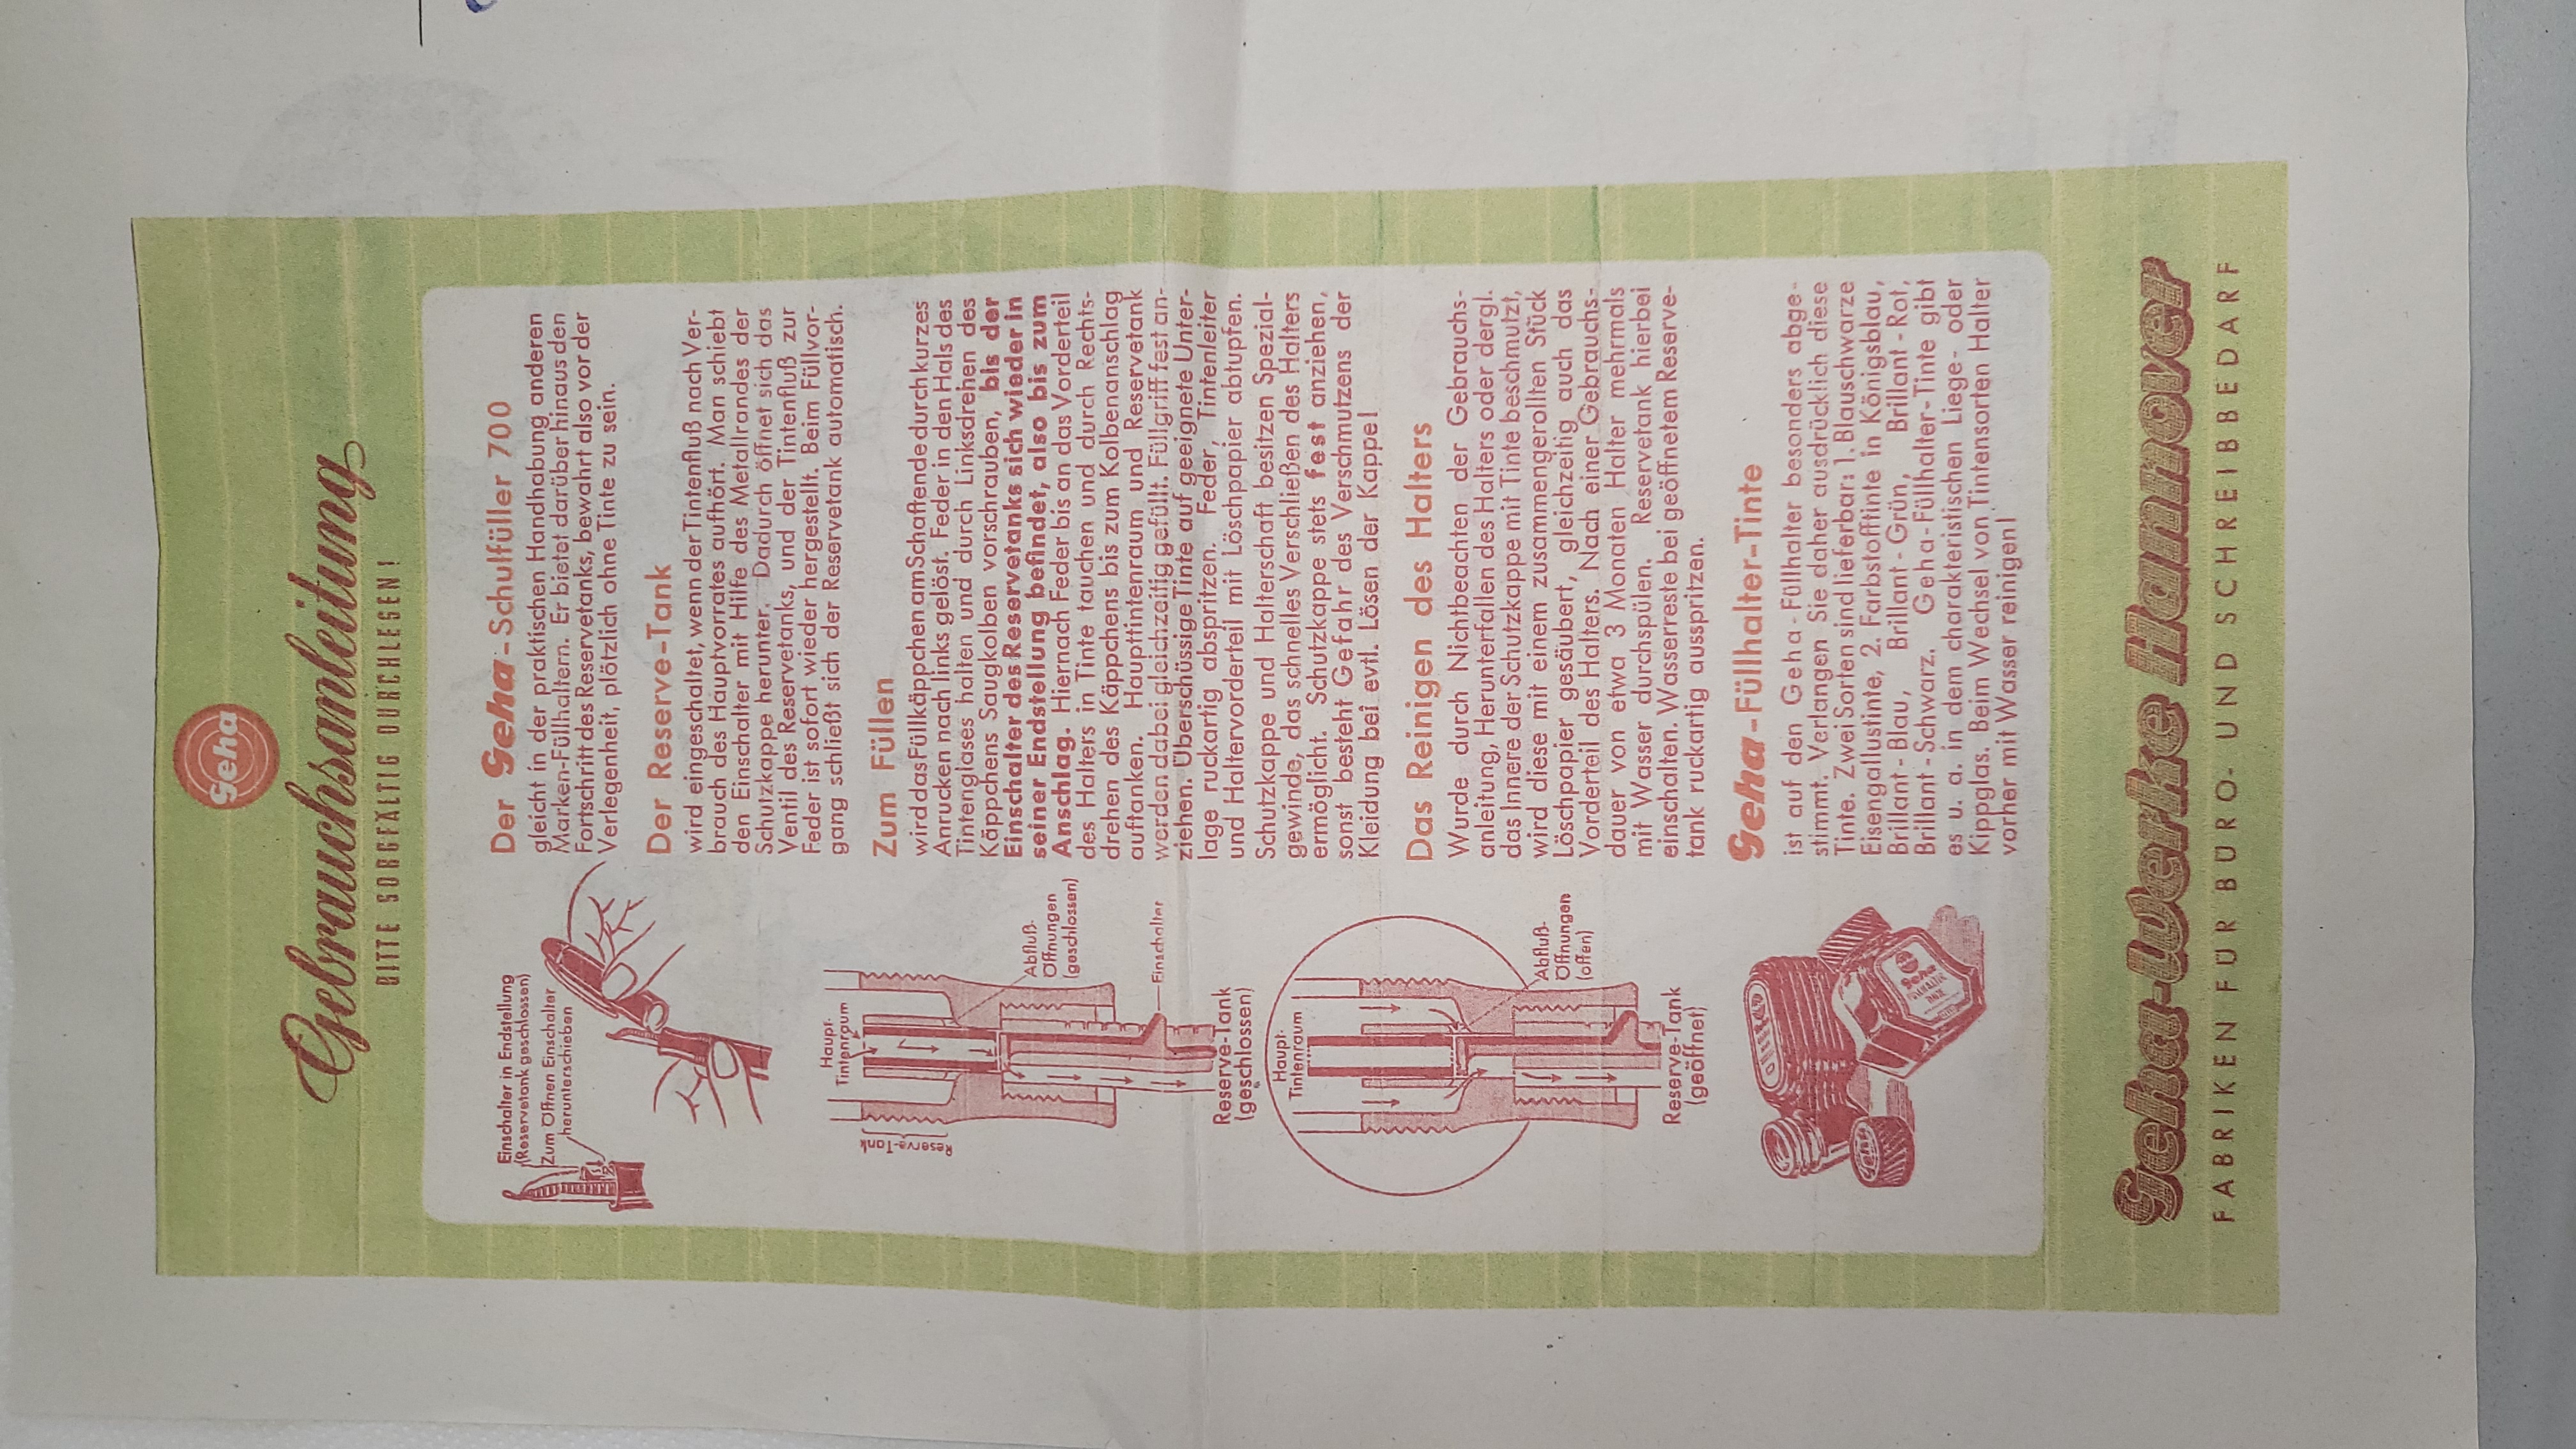 Geha
Gebrauchsanleitung
BITTE SORGFÄLTIG DURCHLESEN!
Einschalter in Endstellung
(Reservetank geschlossen)
Zum Öffnen Einschalter
herunterschieben
Der Geha-Schulfüller 700
gleicht in der praktischen Handhabung anderen
Marken-Füllhaltern. Er bietet darüber hinaus den
Fortschritt des Reservetanks, bewahrt also vor der
Verlegenheit, plötzlich ohne Tinte zu sein.
Der Reserve-Tank
wird eingeschaltet, wenn der Tintenfluß nach Ver-
brauch des Hauptvorrates aufhört. Man schiebt
den Einschalter mit Hilfe des Metallrandes der
Schutzkappe herunter. Dadurch öffnet sich das
Ventil des Reservetanks, und der Tintenfluß zur
Feder ist sofort wieder hergestellt. Beim Füllvor-
gang schließt sich der Reservetank automatisch.
Haupt-
Tintenraum
Reserve-Tank
Abfluß-
Öffnungen
(geschlossen)
Einschalter
Reserve-Tank
(geschlossen)
Zum Füllen
wird das Füllkäppchen am Schaftende durch kurzes
Anrucken nach links gelöst. Feder in den Hals des
Tintenglases halten und durch Linksdrehen des
Käppchens Saugkolben vorschrauben, bis der
Einschalter des Reservetanks sich wieder in
seiner Endstellung befindet, also bis zum
Anschlag. Hiernach Feder bis an das Vorderteil
des Halters in Tinte tauchen und durch Rechts-
drehen des Käppchens bis zum Kolbenanschlag
auftanken. Haupttintenraum und Reservetank
werden dabei gleichzeitig gefüllt. Füllgriff fest an-
ziehen. Überschüssige Tinte auf geeignete Unter-
lage ruckartig abspritzen. Feder, Tintenleiter
und Haltervorderteil mit Löschpapier abtupfen.
Schutzkappe und Halterschaft besitzen Spezial-
gewinde, das schnelles Verschließen des Halters
ermöglicht. Schutzkappe stets fest anziehen,
sonst besteht Gefahr des Verschmutzens der
Kleidung bei evtl. Lösen der Kappe!
Haupt-
Tintenraum
Abfluß-
Öffnungen
(offen)
Reserve-Tank
(geöffnet)
Das Reinigen des Halters
Wurde durch Nichtbeachten der Gebrauchs-
anleitung, Herunterfallen des Halters oder dergl.
das Innere der Schutzkappe mit Tinte beschmutzt,
wird diese mit einem zusammengerollten Stück
Löschpapier gesäubert, gleichzeitig auch das
Vorderteil des Halters. Nach einer Gebrauchs-
dauer von etwa 3 Monaten Halter mehrmals
mit Wasser durchspülen. Reservetank hierbei
einschalten. Wasserreste bei geöffnetem Reserve-
tank ruckartig ausspritzen.
Geha-Füllhalter-Tinte
ist auf den Geha-Füllhalter besonders abge-
stimmt. Verlangen Sie daher ausdrücklich diese
Tinte. Zwei Sorten sind lieferbar: 1. Blauschwarze
Eisengallustinte, 2. Farbstofftinte in Königsblau,
Brillant-Blau, Brillant-Grün, Brillant-Rot,
Brillant-Schwarz. Geha-Füllhalter-Tinte gibt
es u. a. in dem charakteristischen Liege- oder
Kippglas. Beim Wechsel von Tintensorten Halter
vorher mit Wasser reinigen!
Geha
Geha-Werke Hannover
FABRIKEN FÜR BÜRO- UND SCHREIBBEDARF